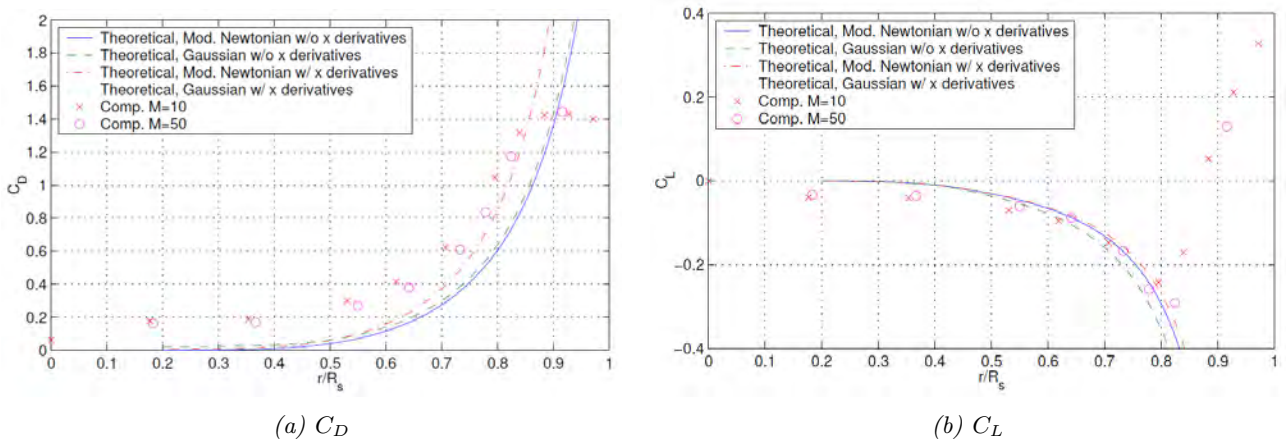 2
1.8
1.6
1.4
1.2
1
0.8
0.6
0.4
0.2
0
C_D
Theoretical, Mod. Newtonian w/o x derivatives
Theoretical, Gaussian w/o x derivatives
Theoretical, Mod. Newtonian w/ x derivatives
Theoretical, Gaussian w/ x derivatives
Comp. M=10
Comp. M=50
0 0.1 0.2 0.3 0.4 0.5 0.6 0.7 0.8 0.9 1
r/R_s
(a) C_D
0.4
0.2
0
−0.2
−0.4
C_L
Theoretical, Mod. Newtonian w/o x derivatives
Theoretical, Gaussian w/o x derivatives
Theoretical, Mod. Newtonian w/ x derivatives
Theoretical, Gaussian w/ x derivatives
Comp. M=10
Comp. M=50
0 0.1 0.2 0.3 0.4 0.5 0.6 0.7 0.8 0.9 1
r/R_s
(b) C_L